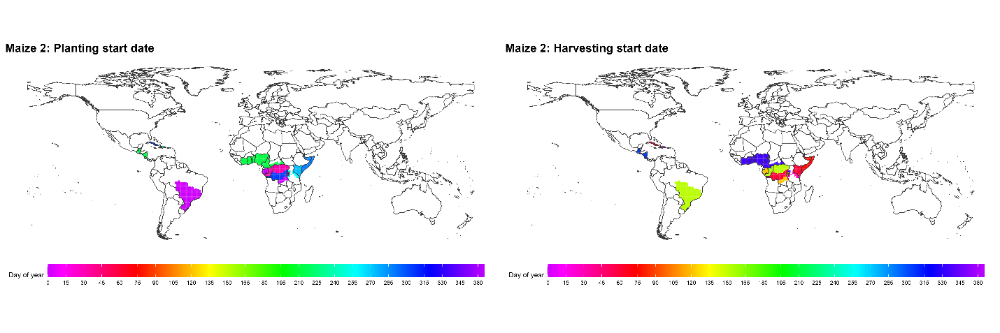 Maize 2: Planting start date
Maize 2: Harvesting start date
Day of year
0 15 30 45 60 75 90 105 120 135 150 165 180 195 210 225 240 255 270 285 300 315 330 345 360
Day of year
0 15 30 45 60 75 90 105 120 135 150 165 180 195 210 225 240 255 270 285 300 315 330 345 360